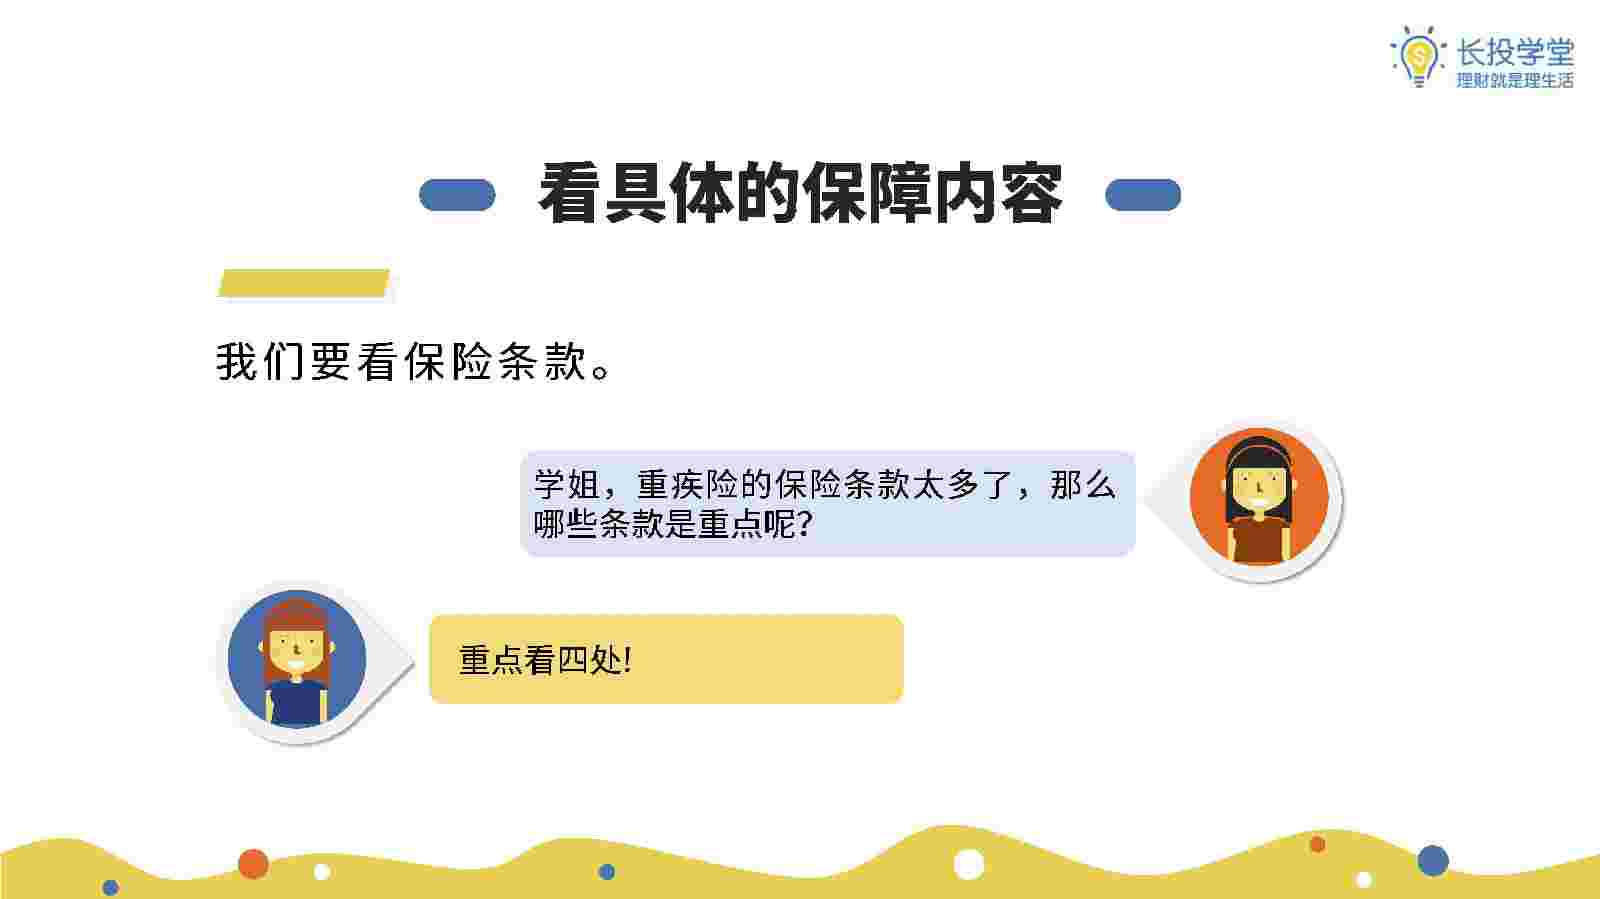 长投学堂
理财就是理生活
看具体的保障内容
我们要看保险条款。
学姐，重疾险的保险条款太多了，那么
哪些条款是重点呢？
重点看四处!